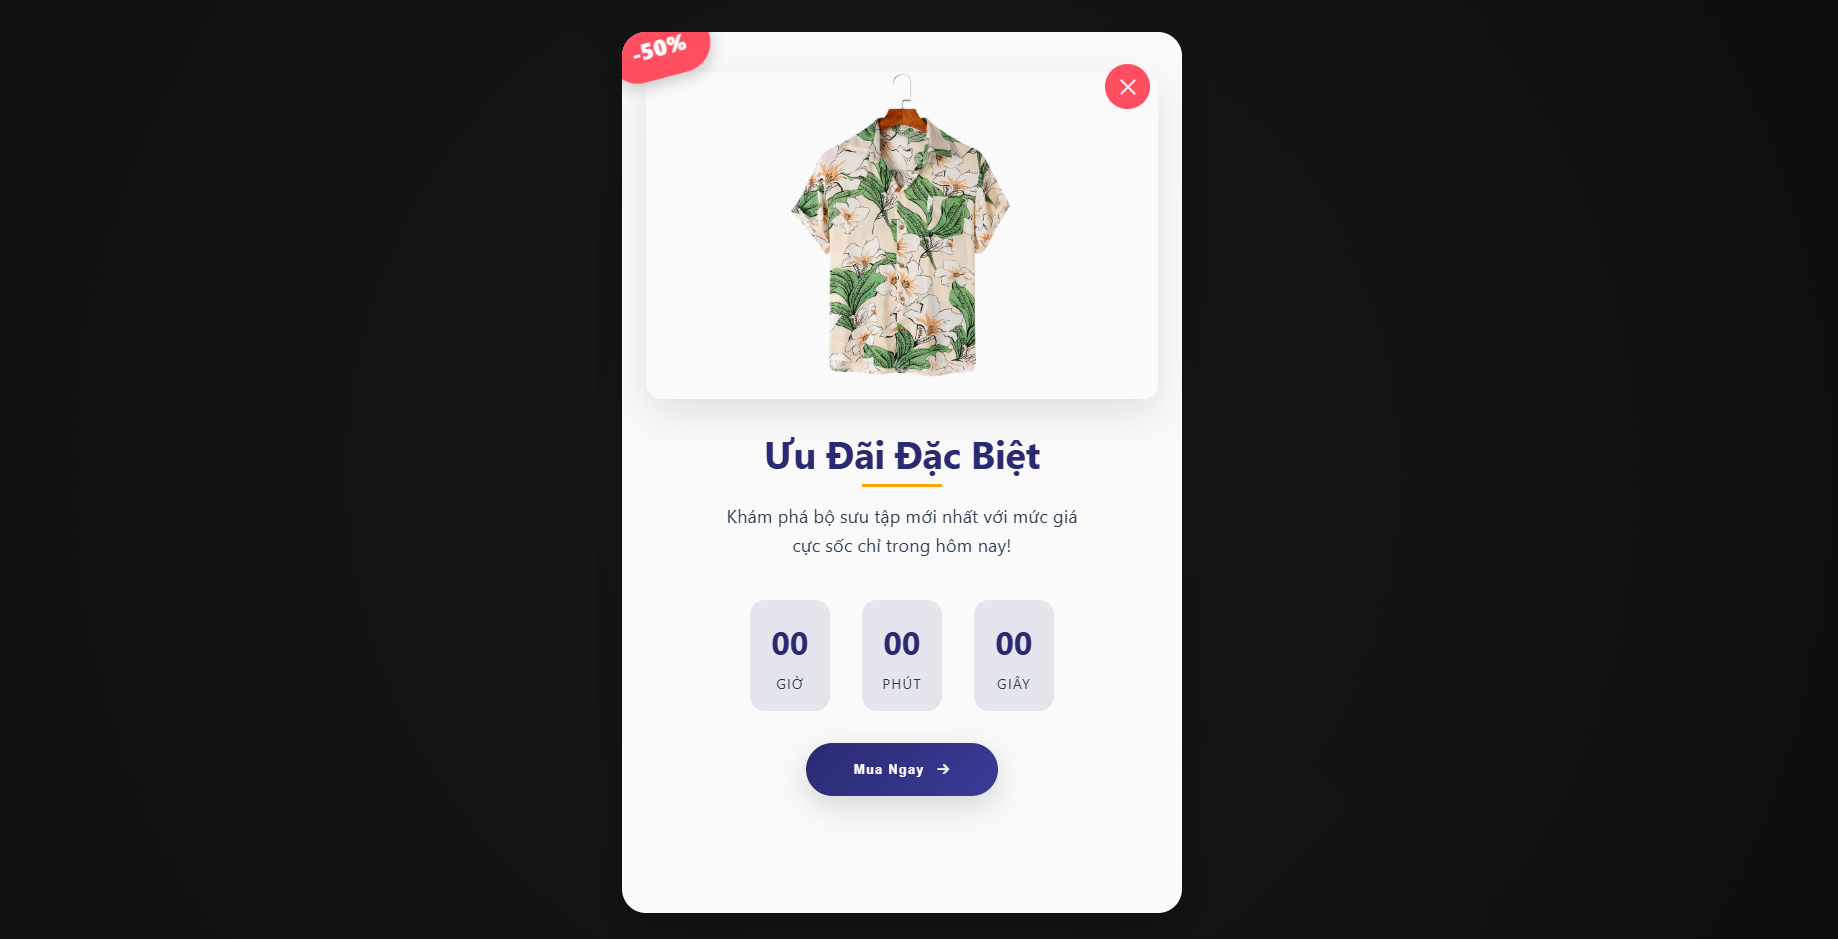 -50%
Ưu Đãi Đặc Biệt
Khám phá bộ sưu tập mới nhất với mức giá
cực sốc chỉ trong hôm nay!
00 00 00
GIỜ PHÚT GIÂY
Mua Ngay →